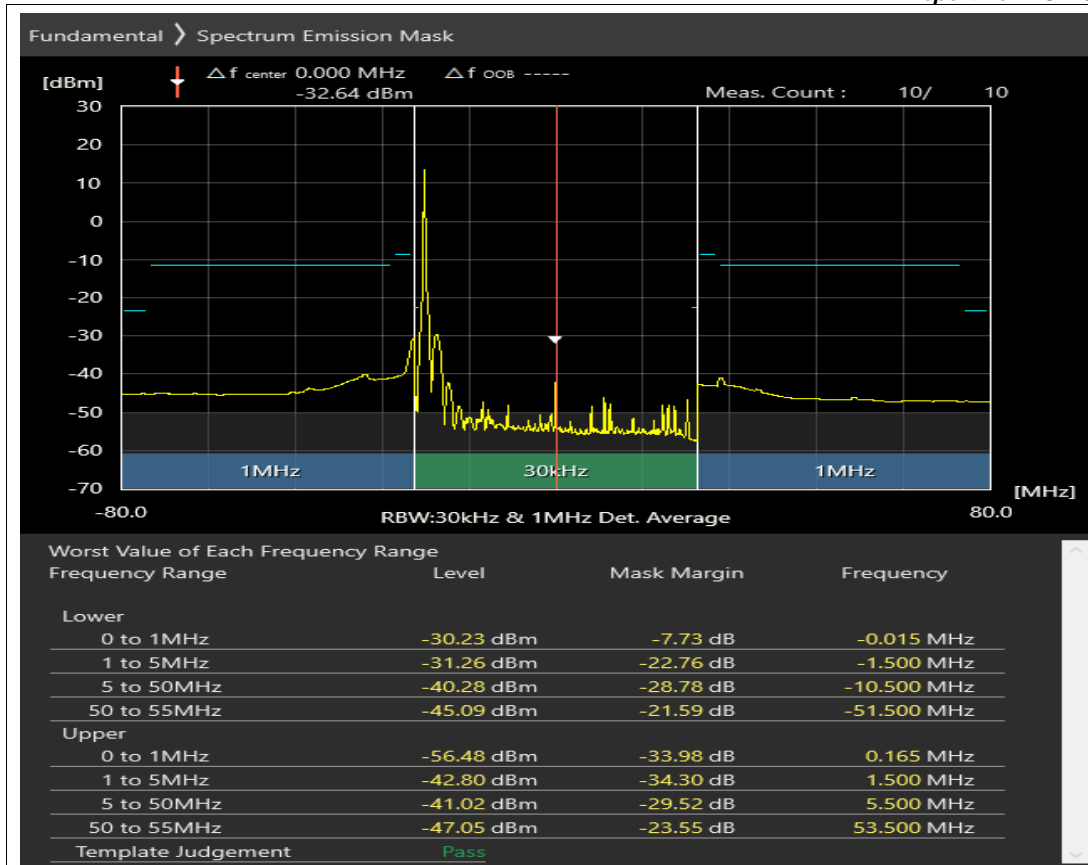 Fundamental ❯ Spectrum Emission Mask
[dBm] △f center 0.000 MHz △f OOB -----
-32.64 dBm Meas. Count : 10/ 10
30
20
10
0
-10
-20
-30
-40
-50
-60
-70
1MHz 30kHz 1MHz
[MHz]
-80.0 RBW:30kHz & 1MHz Det. Average 80.0
Worst Value of Each Frequency Range
Frequency Range Level Mask Margin Frequency
Lower
0 to 1MHz -30.23 dBm -7.73 dB -0.015 MHz
1 to 5MHz -31.26 dBm -22.76 dB -1.500 MHz
5 to 50MHz -40.28 dBm -28.78 dB -10.500 MHz
50 to 55MHz -45.09 dBm -21.59 dB -51.500 MHz
Upper
0 to 1MHz -56.48 dBm -33.98 dB 0.165 MHz
1 to 5MHz -42.80 dBm -34.30 dB 1.500 MHz
5 to 50MHz -41.02 dBm -29.52 dB 5.500 MHz
50 to 55MHz -47.05 dBm -23.55 dB 53.500 MHz
Template Judgement Pass